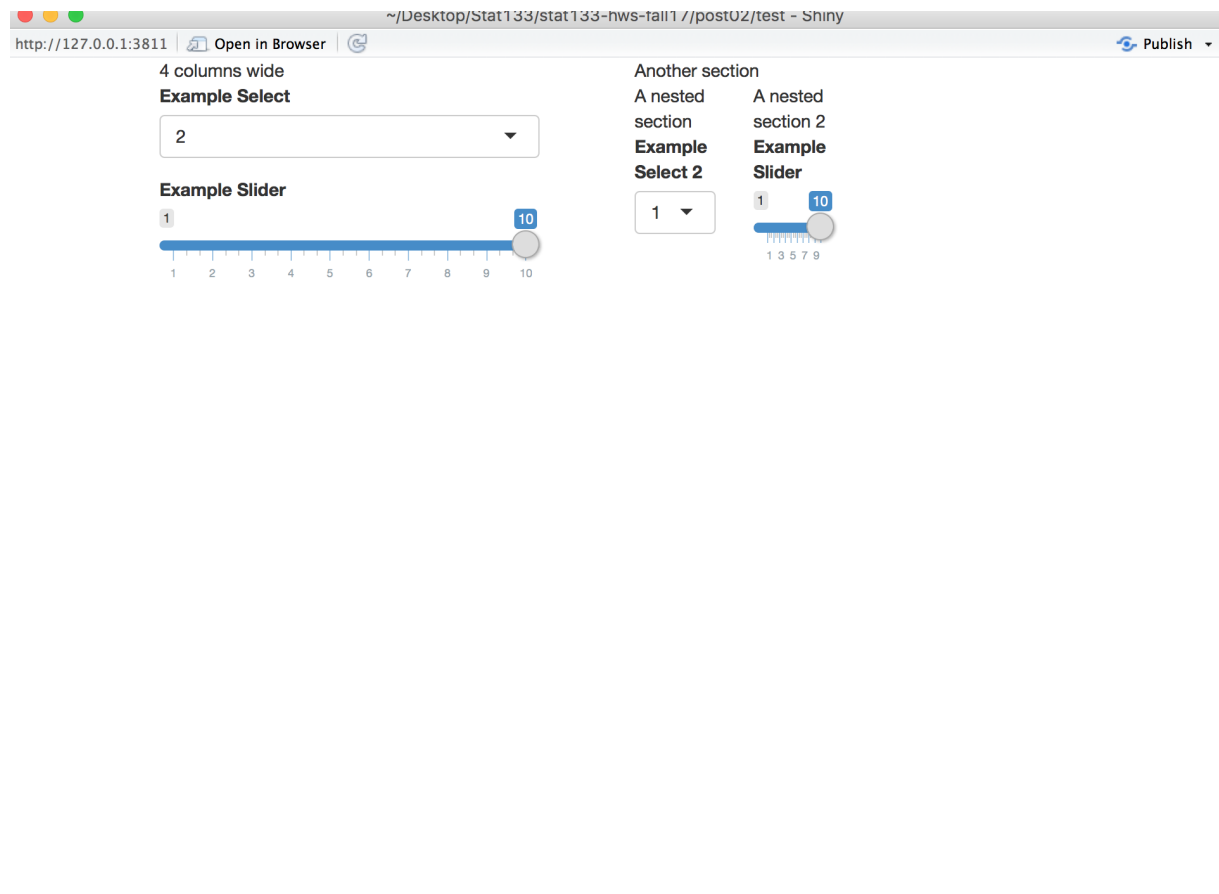 ~/Desktop/Stat133/stat133-hws-fall17/post02/test - Shiny
http://127.0.0.1:3811 Open in Browser Publish
4 columns wide
Example Select
2
Example Slider
1 10
1 2 3 4 5 6 7 8 9 10
Another section
A nested
section
Example
Select 2
1
A nested
section 2
Example
Slider
1 10
1 3 5 7 9